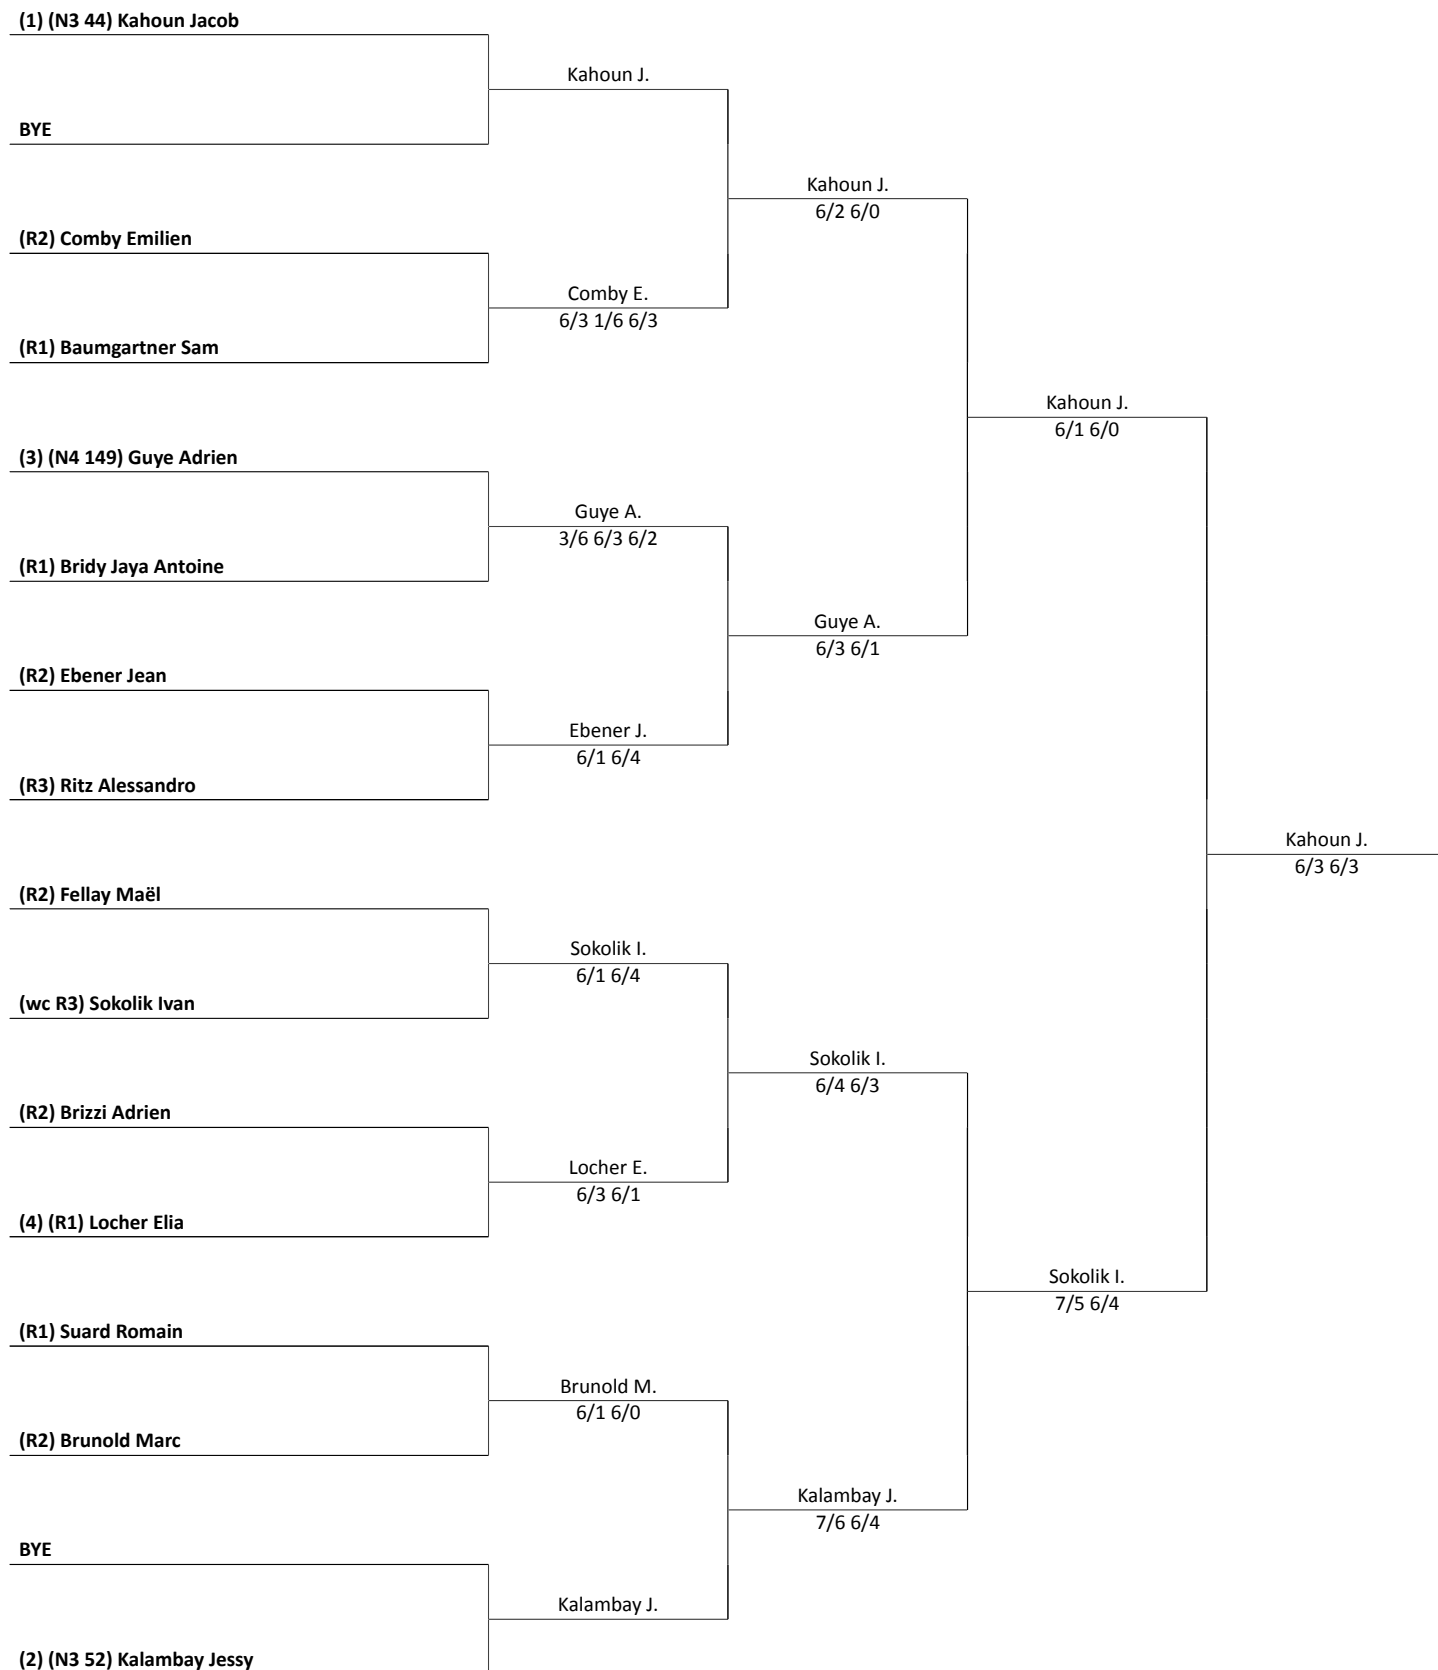 (1) (N3 44) Kahoun Jacob
Kahoun J.
BYE
Kahoun J.
6/2 6/0
(R2) Comby Emilien
Comby E.
6/3 1/6 6/3
(R1) Baumgartner Sam
Kahoun J.
6/1 6/0
(3) (N4 149) Guye Adrien
Guye A.
3/6 6/3 6/2
(R1) Bridy Jaya Antoine
Guye A.
6/3 6/1
(R2) Ebener Jean
Ebener J.
6/1 6/4
(R3) Ritz Alessandro
Kahoun J.
6/3 6/3
(R2) Fellay Maël
Sokolik I.
6/1 6/4
(wc R3) Sokolik Ivan
Sokolik I.
6/4 6/3
(R2) Brizzi Adrien
Locher E.
6/3 6/1
(4) (R1) Locher Elia
Sokolik I.
7/5 6/4
(R1) Suard Romain
Brunold M.
6/1 6/0
(R2) Brunold Marc
Kalambay J.
7/6 6/4
BYE
Kalambay J.
(2) (N3 52) Kalambay Jessy